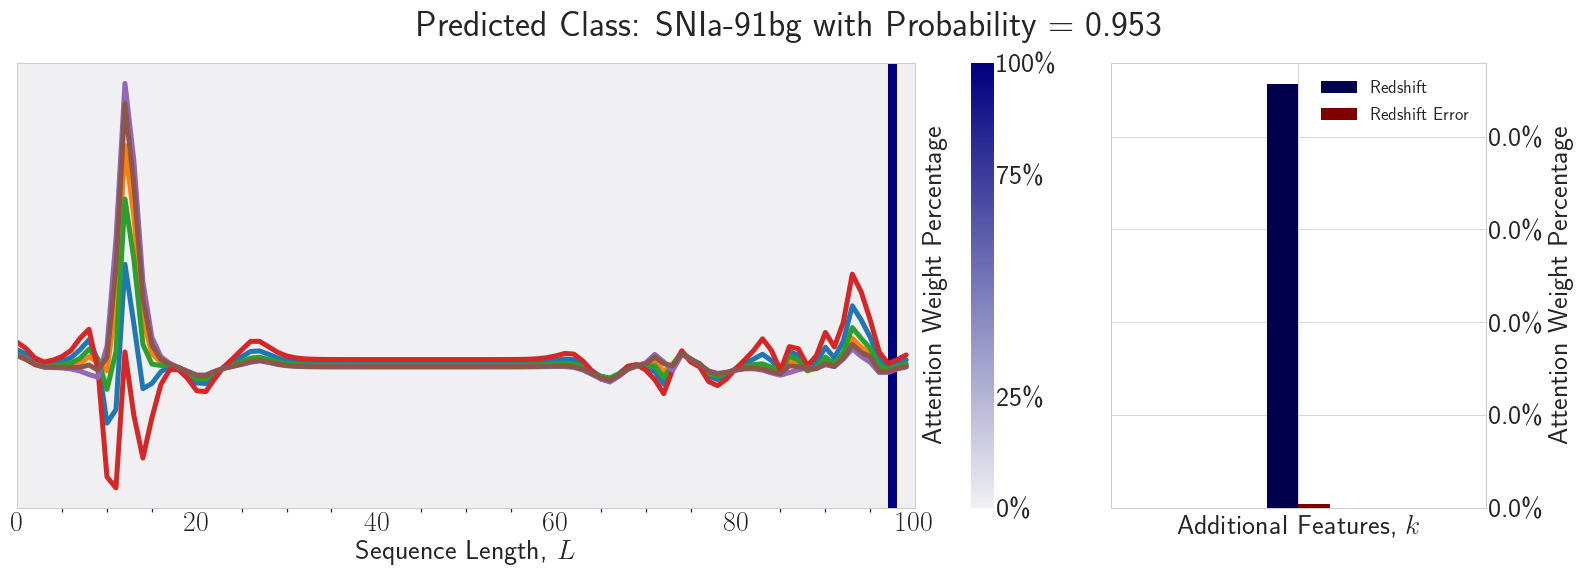 Predicted Class: SNIa-91bg with Probability = 0.953
0 20 40 60 80 100
Sequence Length, L
Attention Weight Percentage
100%
75%
50%
25%
0%
Redshift
Redshift Error
0.0%
0.0%
0.0%
0.0%
0.0%
Attention Weight Percentage
Additional Features, k